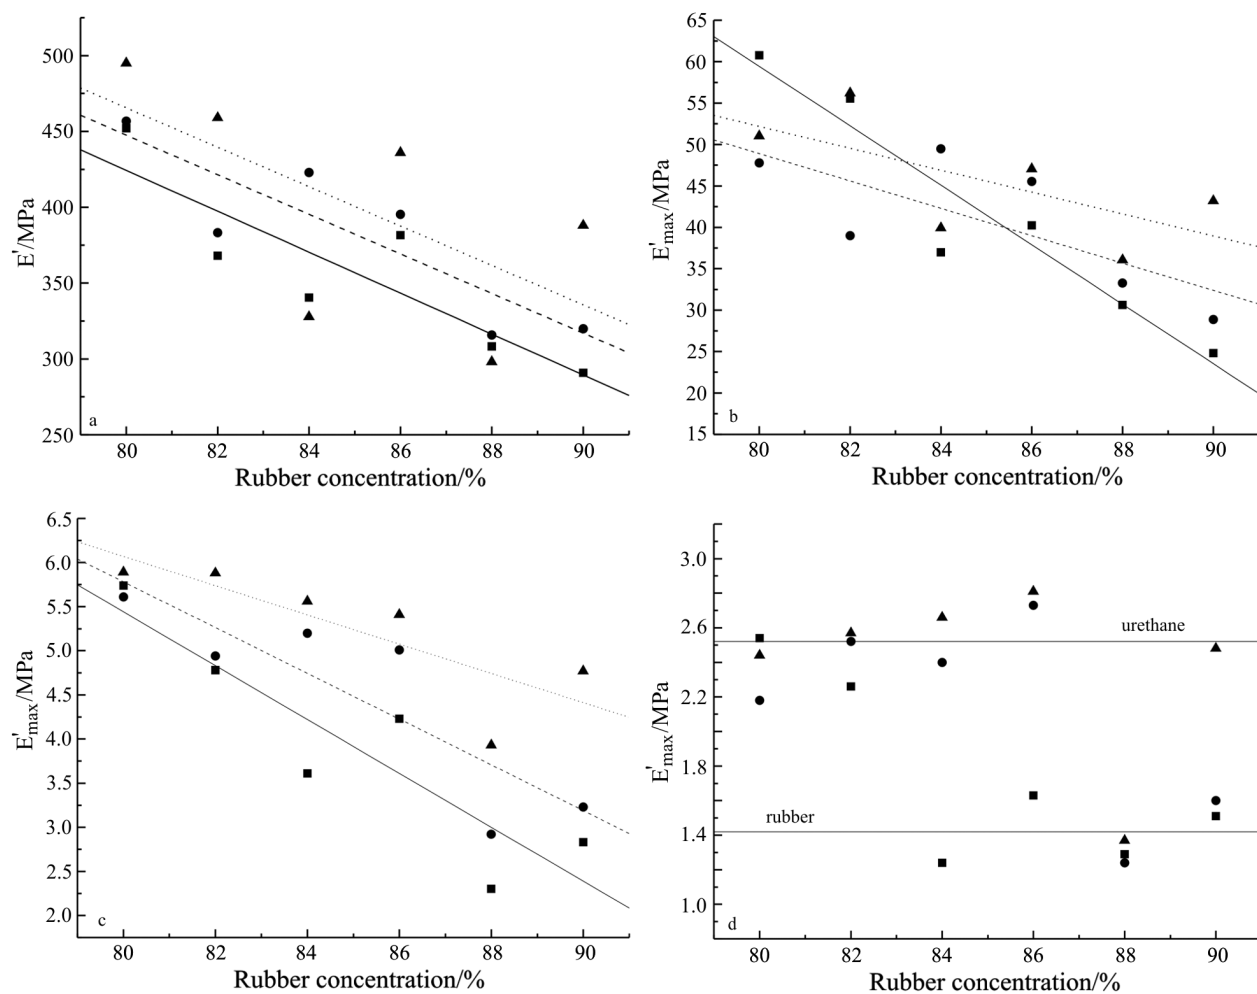 500
450
400
350
300
250
E'/MPa
a
80 82 84 86 88 90
Rubber concentration/%
65
60
55
50
45
40
35
30
25
20
15
E'max/MPa
b
80 82 84 86 88 90
Rubber concentration/%
6.5
6.0
5.5
5.0
4.5
4.0
3.5
3.0
2.5
2.0
E'max/MPa
c
80 82 84 86 88 90
Rubber concentration/%
3.0
2.6
2.2
1.8
1.4
1.0
E'max/MPa
urethane
rubber
d
80 82 84 86 88 90
Rubber concentration/%